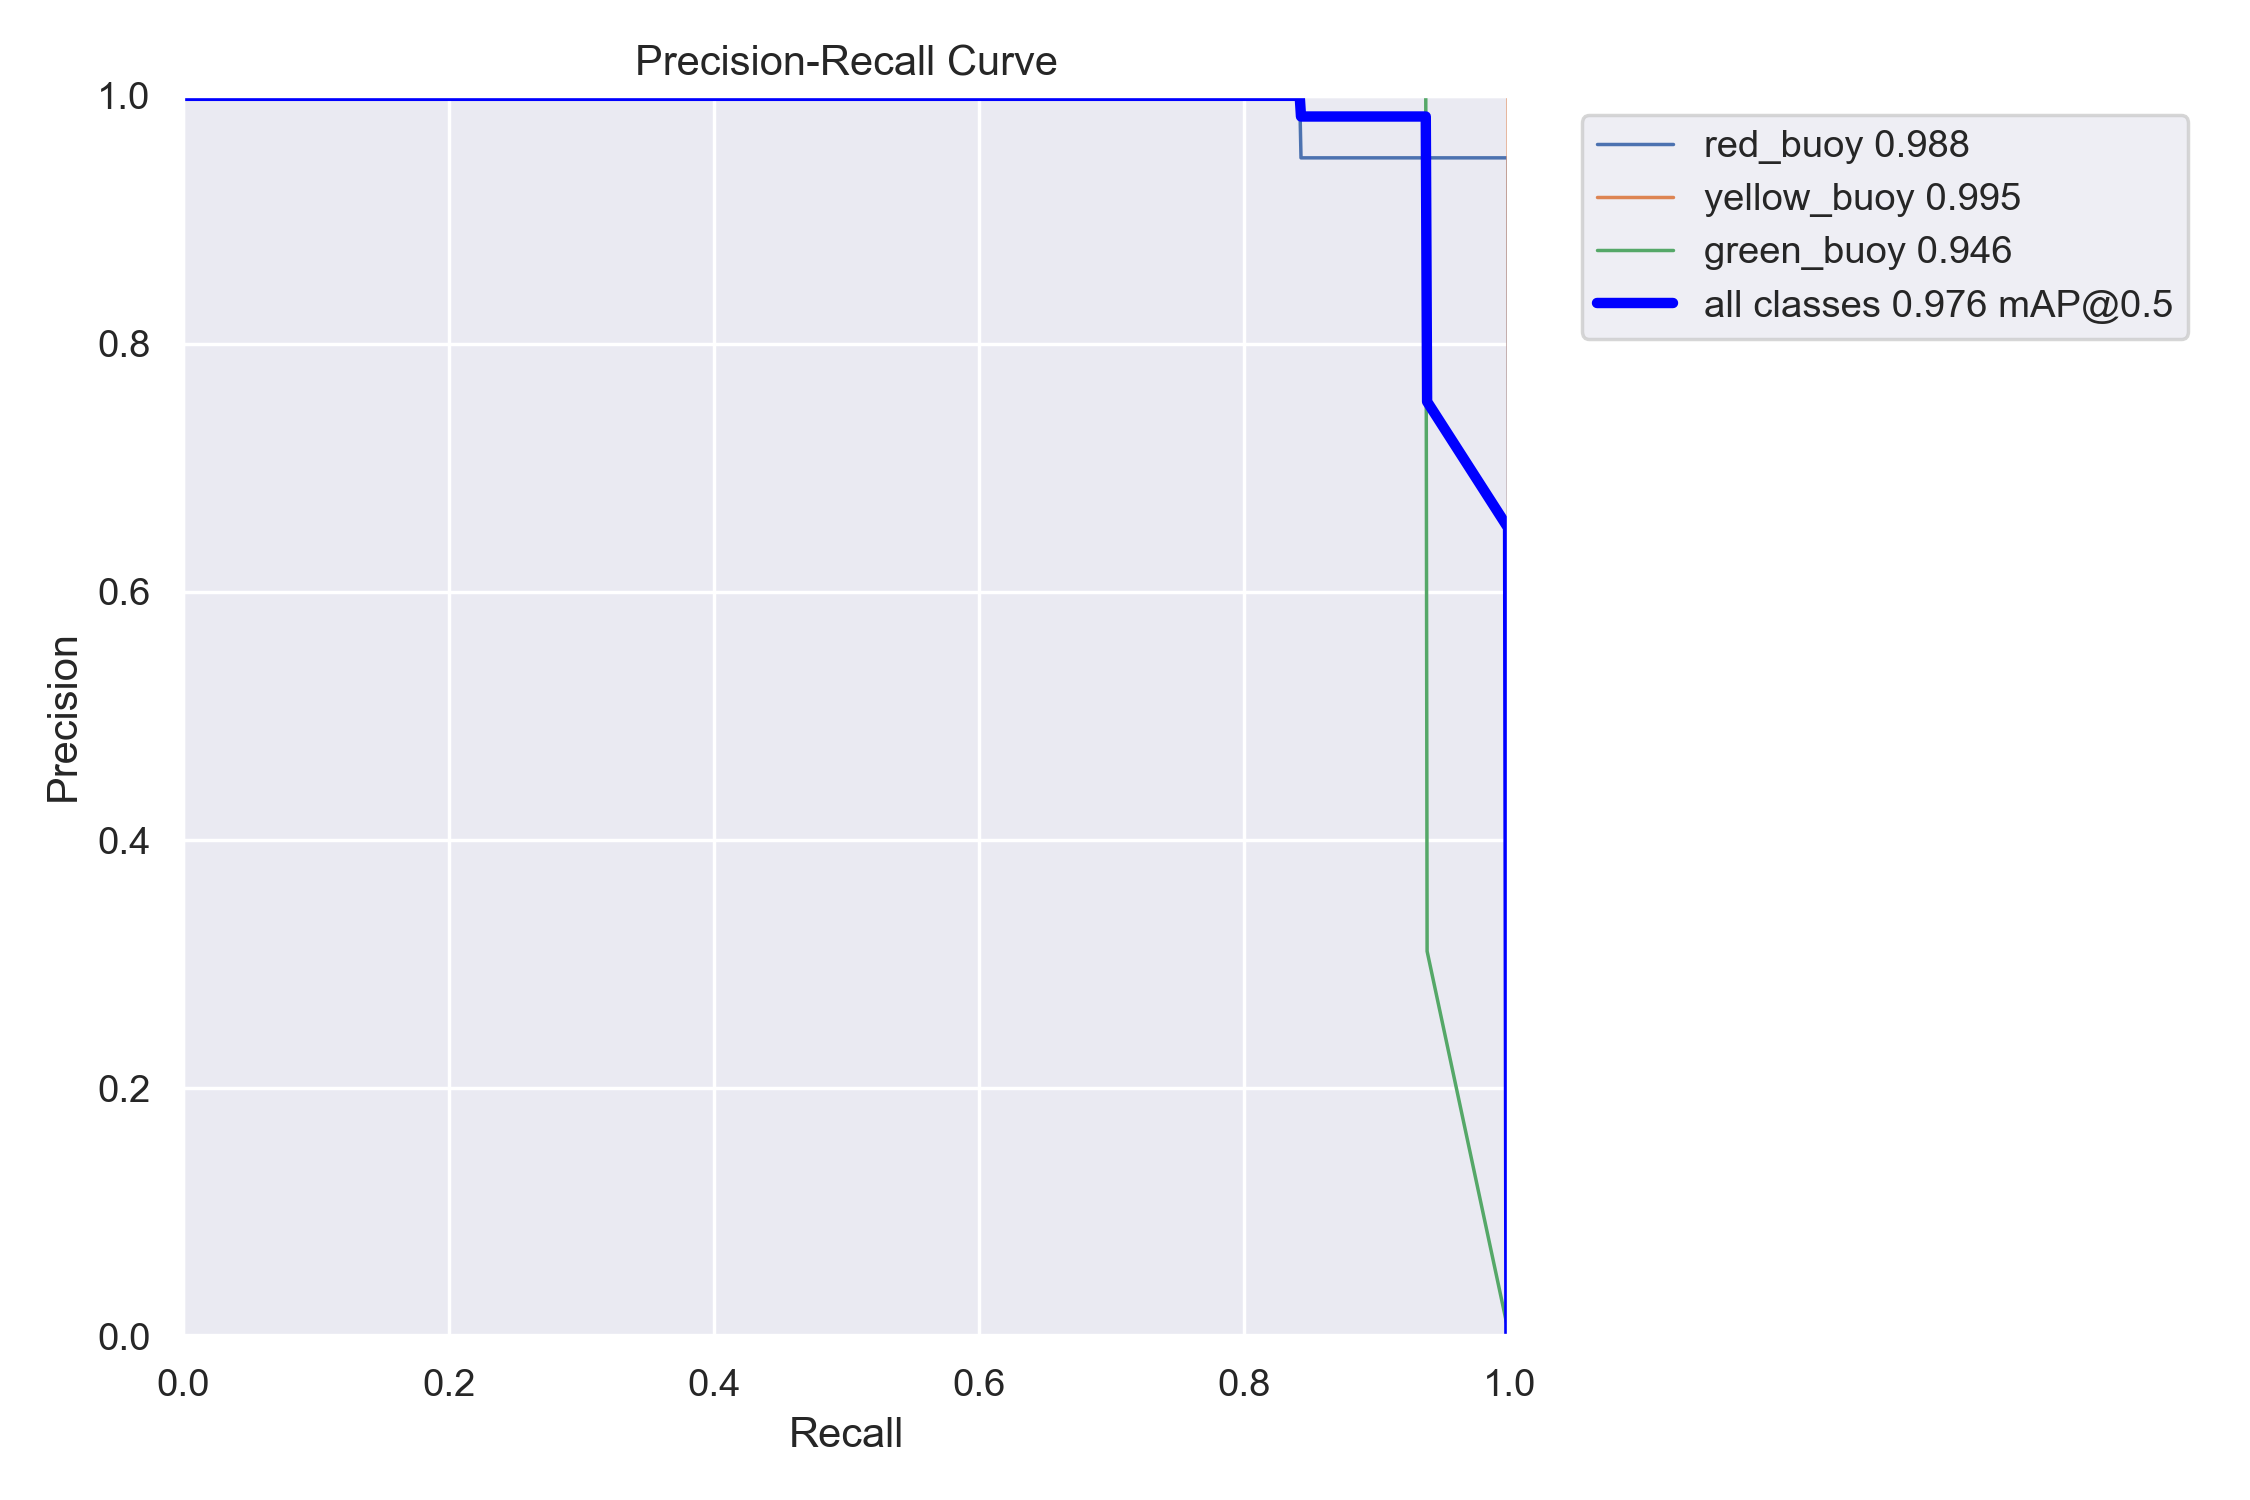 Precision-Recall Curve
1.0
0.8
0.6
0.4
0.2
0.0
Precision
0.0 0.2 0.4 0.6 0.8 1.0
Recall
red_buoy 0.988
yellow_buoy 0.995
green_buoy 0.946
all classes 0.976 mAP@0.5